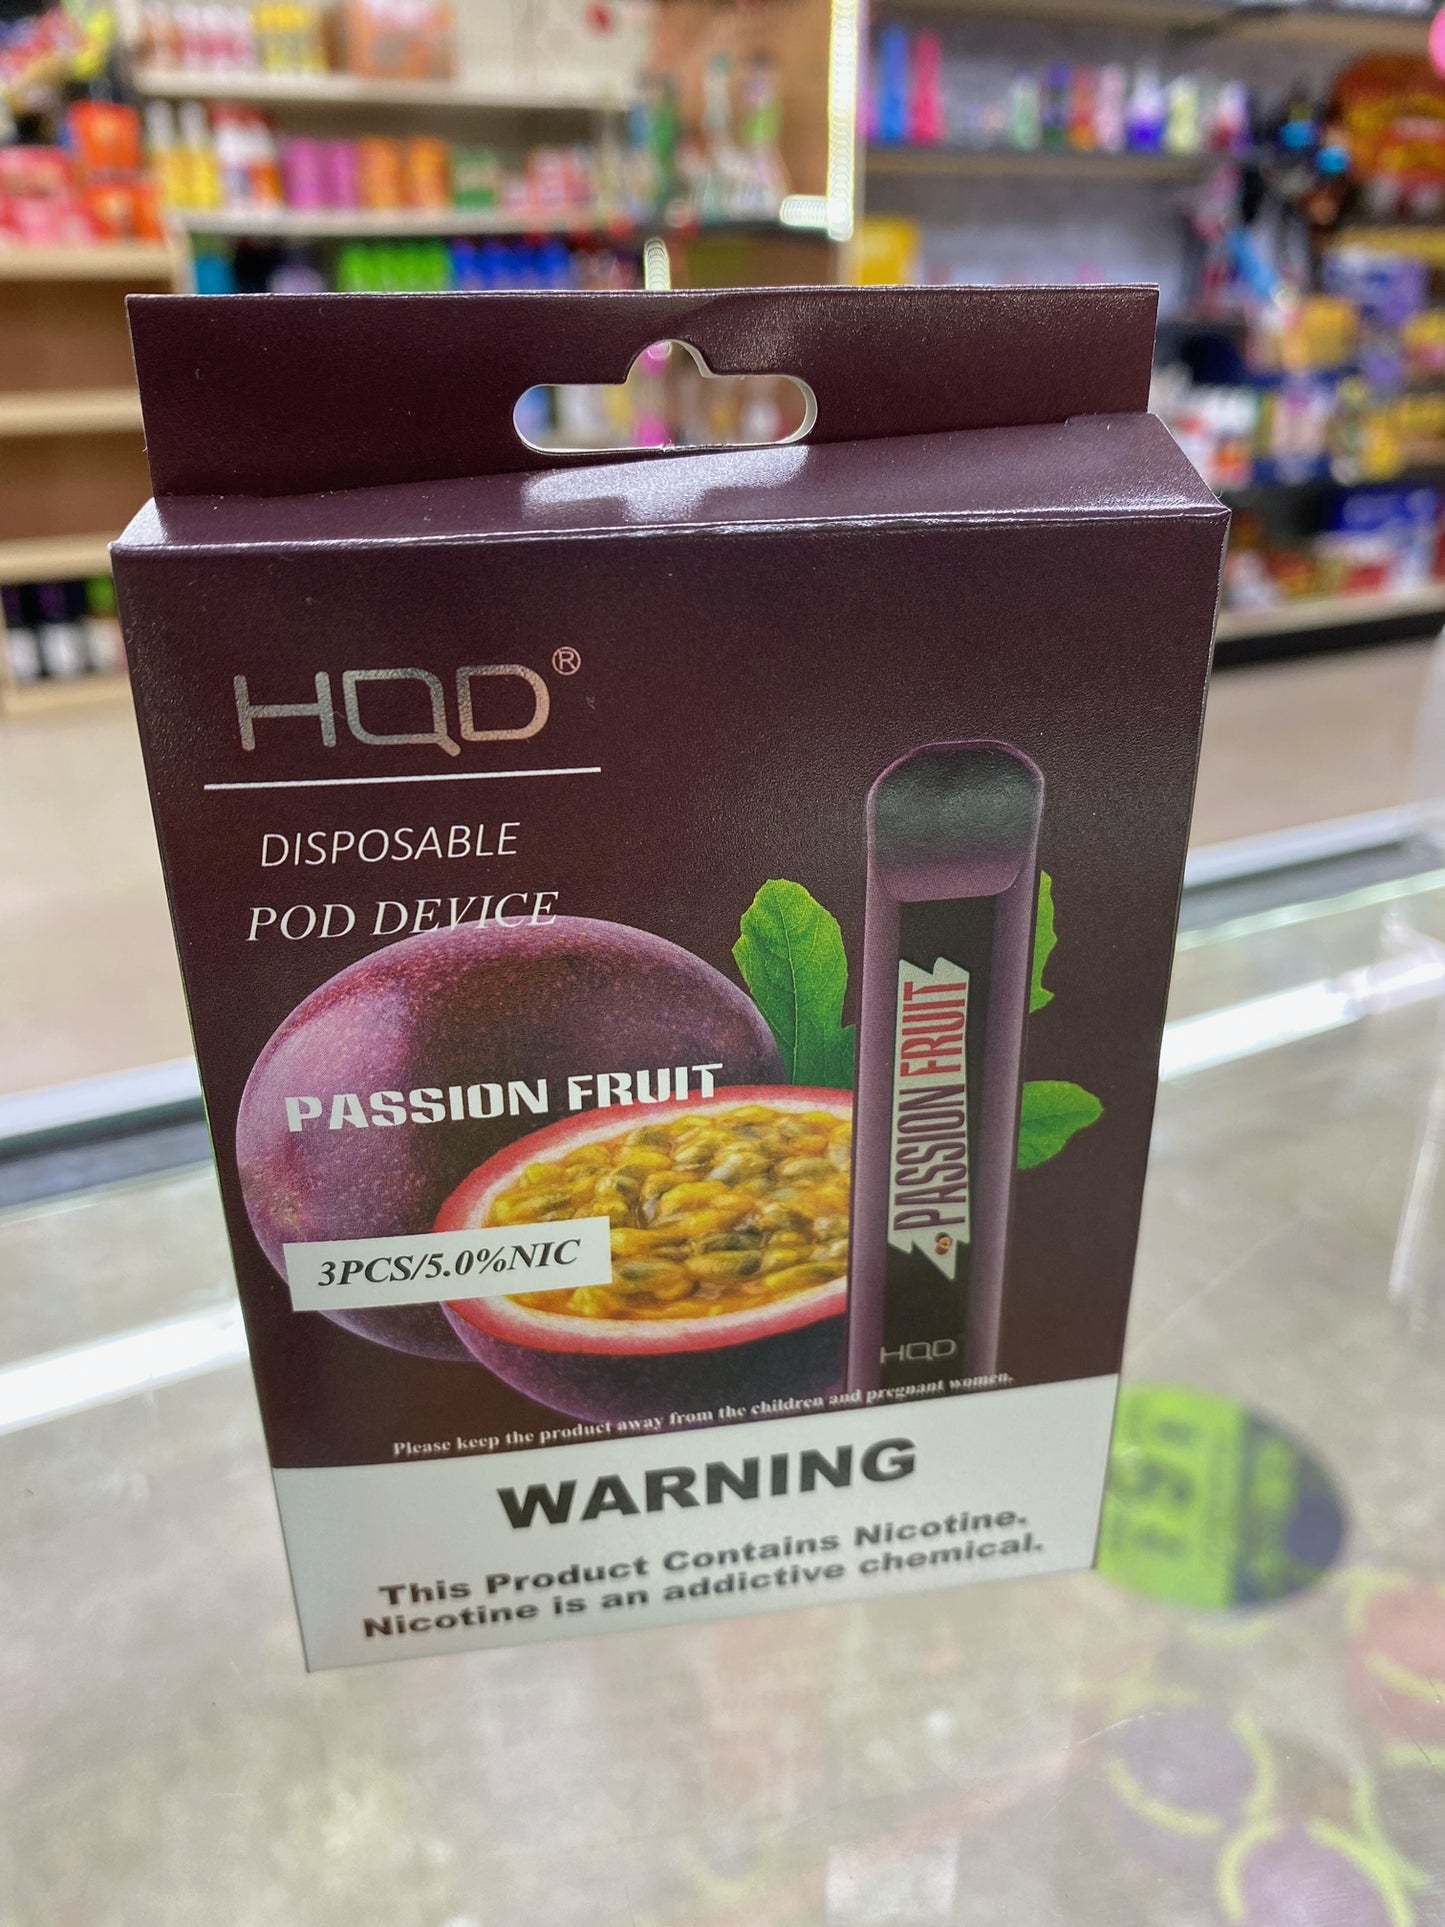 HQD®
DISPOSABLE
POD DEVICE
PASSION FRUIT
3PCS/5.0%NIC
PASSION FRUIT
HQD
Please keep the product away from the children and pregnant women.
WARNING
This Product Contains Nicotine.
Nicotine is an addictive chemical.